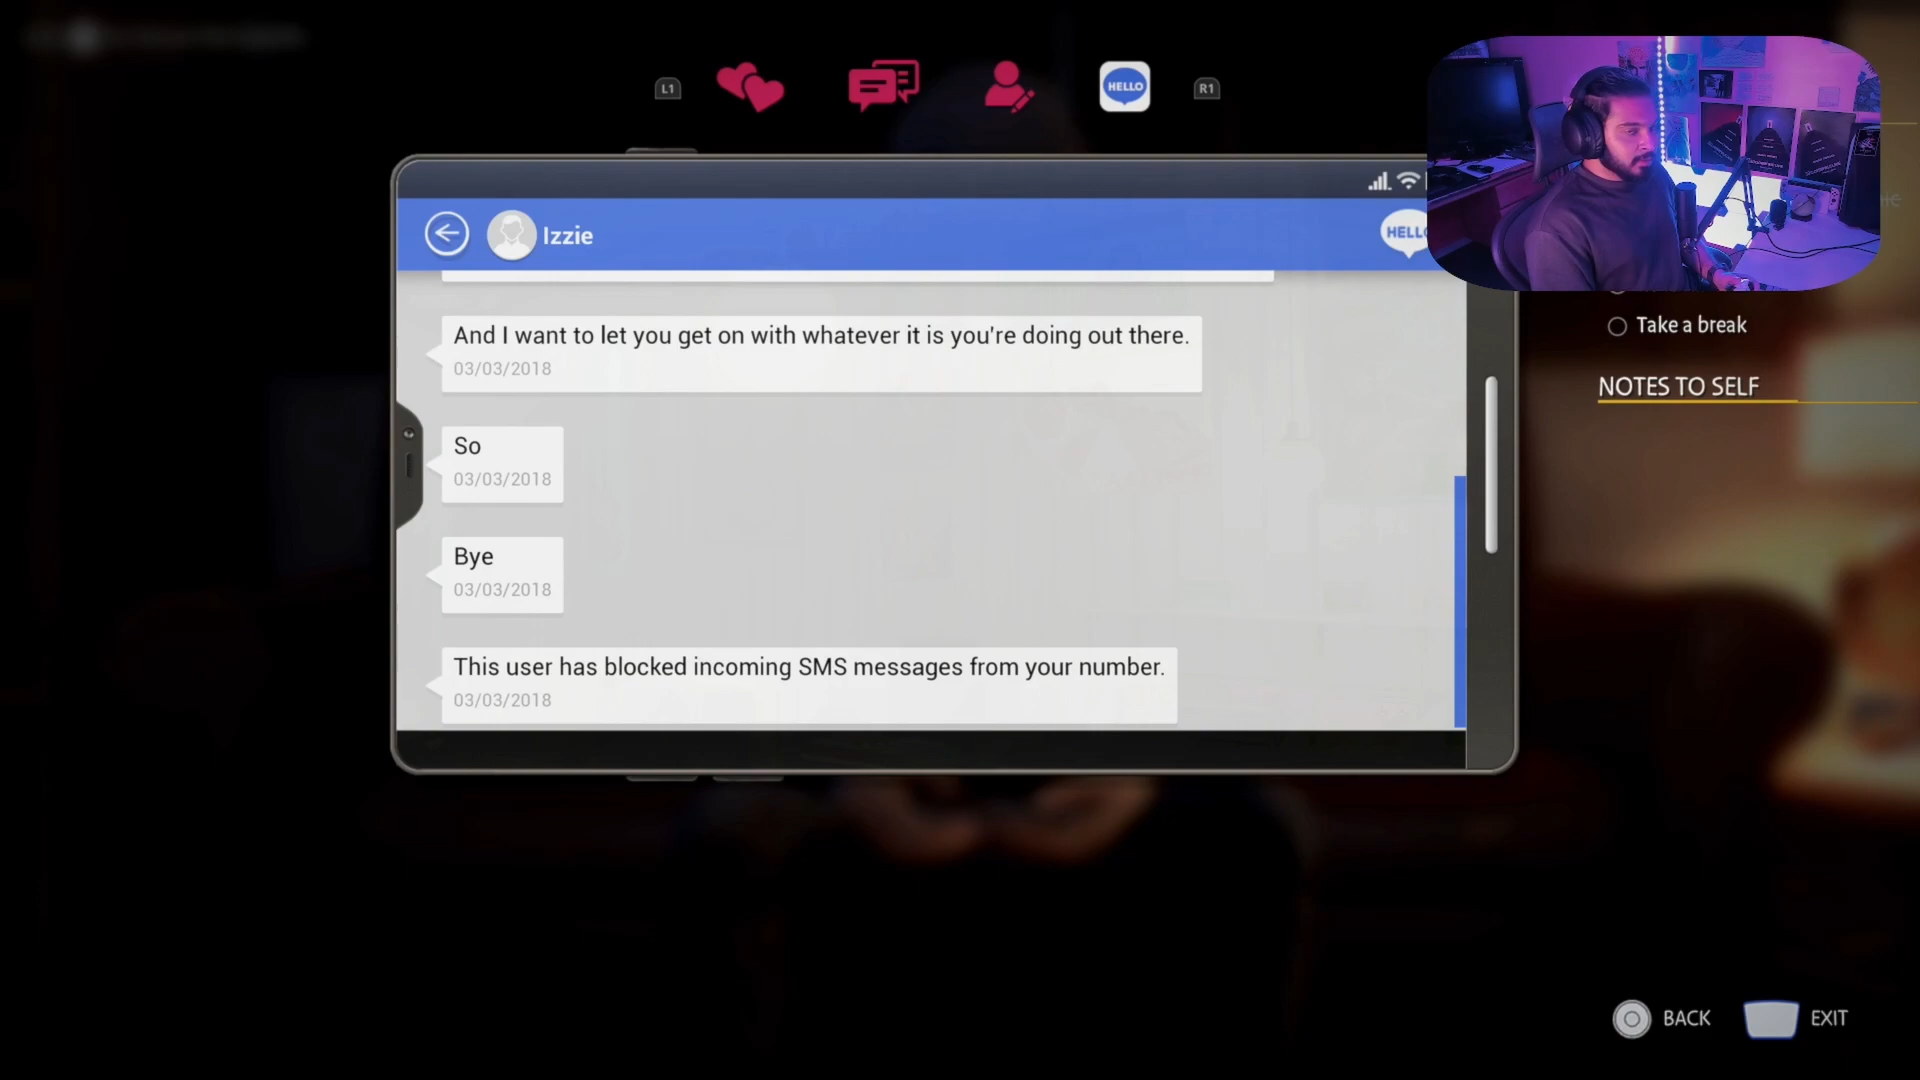 L1
HELLO
R1
Izzie
HELLO
And I want to let you get on with whatever it is you're doing out there.
03/03/2018
So
03/03/2018
Bye
03/03/2018
This user has blocked incoming SMS messages from your number.
03/03/2018
Take a break
NOTES TO SELF
BACK
EXIT